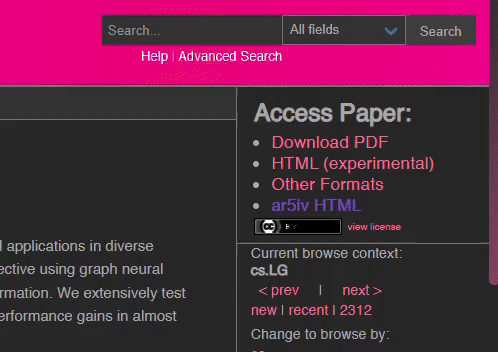 Search...
All fields
Search
Help | Advanced Search
Access Paper:
Download PDF
HTML (experimental)
Other Formats
ar5iv HTML
BY
view license
l applications in diverse
ective using graph neural
rmation. We extensively test
erformance gains in almost
Current browse context:
cs.LG
< prev | next >
new | recent | 2312
Change to browse by: